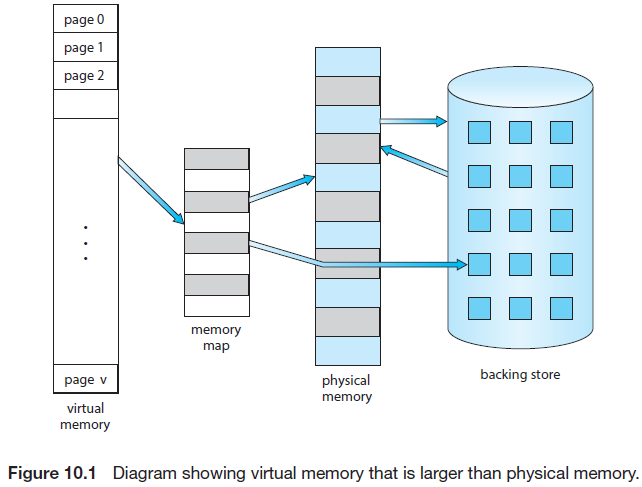 page 0
page 1
page 2
page v
virtual
memory
memory
map
physical
memory
backing store
Figure 10.1 Diagram showing virtual memory that is larger than physical memory.